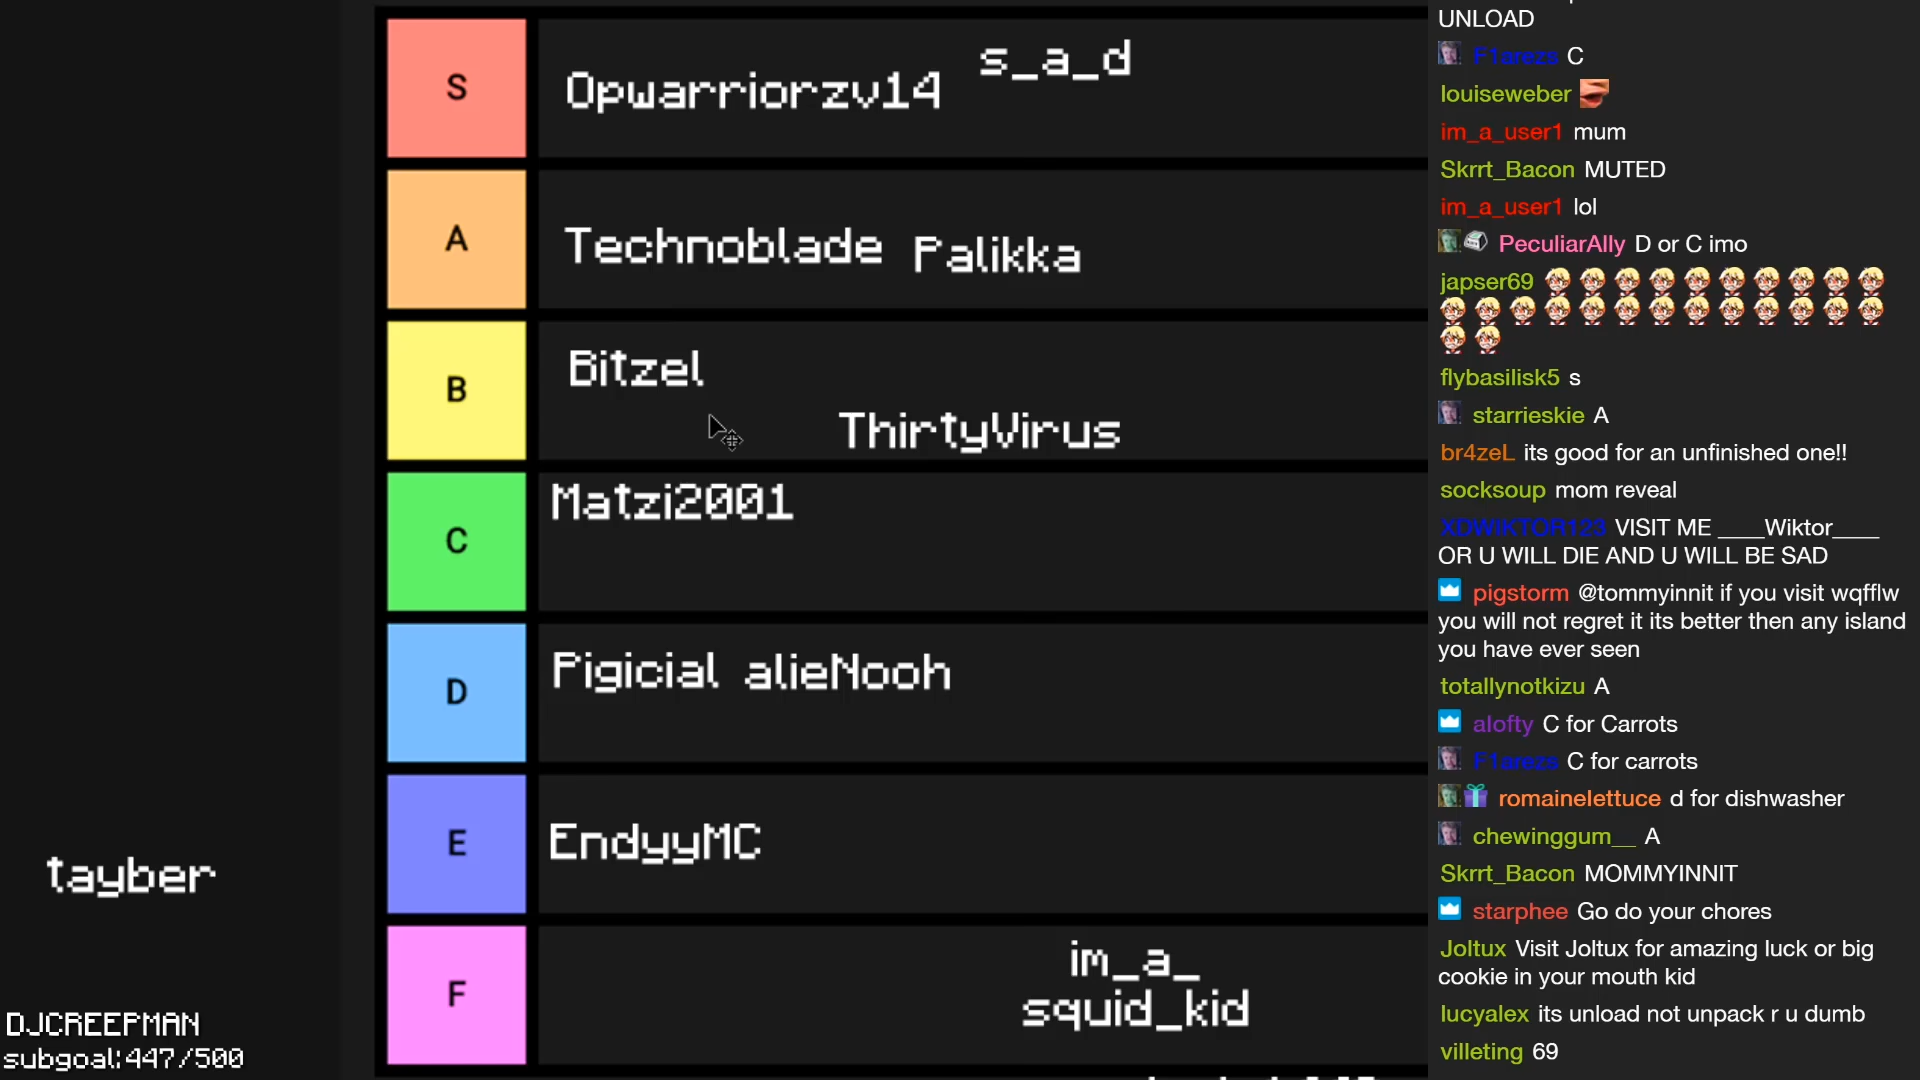 S
Opwarriorzv14
s_a_d
A
Technoblade
Palikka
B
Bitzel
ThirtyVirus
C
Matzi2001
D
Pigicial
alieNooh
E
EndyyMC
F
im_a_
squid_kid
tayber
DJCREEPMAN
subgoal:447/500
UNLOAD
F1arezs C
louiseweber
im_a_user1 mum
Skrrt_Bacon MUTED
im_a_user1 lol
PeculiarAlly D or C imo
japser69
flybasilisk5 s
starrieskie A
br4zeL its good for an unfinished one!!
socksoup mom reveal
XDWIKTOR123 VISIT ME ____Wiktor____
OR U WILL DIE AND U WILL BE SAD
pigstorm @tommyinnit if you visit wqfflw
you will not regret it its better then any island
you have ever seen
totallynotkizu A
alofty C for Carrots
F1arezs C for carrots
romainelettuce d for dishwasher
chewinggum__ A
Skrrt_Bacon MOMMYINNIT
starphee Go do your chores
Joltux Visit Joltux for amazing luck or big
cookie in your mouth kid
lucyalex its unload not unpack r u dumb
villeting 69